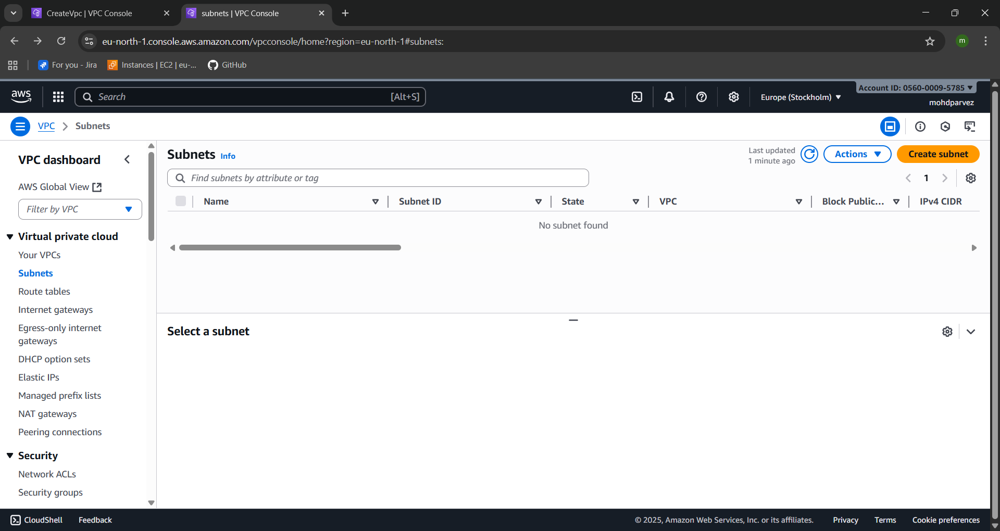 CreateVpc | VPC Console
subnets | VPC Console
eu-north-1.console.aws.amazon.com/vpcconsole/home?region=eu-north-1#subnets:
m
For you - Jira
Instances | EC2 | eu-...
GitHub
aws
Search
[Alt+S]
Europe (Stockholm)
Account ID: 0560-0009-5785
mohdparvez
VPC
Subnets
VPC dashboard
AWS Global View
Filter by VPC
Virtual private cloud
Your VPCs
Subnets
Route tables
Internet gateways
Egress-only internet
gateways
DHCP option sets
Elastic IPs
Managed prefix lists
NAT gateways
Peering connections
Security
Network ACLs
Security groups
Subnets Info
Last updated
1 minute ago
Actions
Create subnet
Find subnets by attribute or tag
1
Name
Subnet ID
State
VPC
Block Public...
IPv4 CIDR
No subnet found
Select a subnet
CloudShell
Feedback
© 2025, Amazon Web Services, Inc. or its affiliates.
Privacy
Terms
Cookie preferences